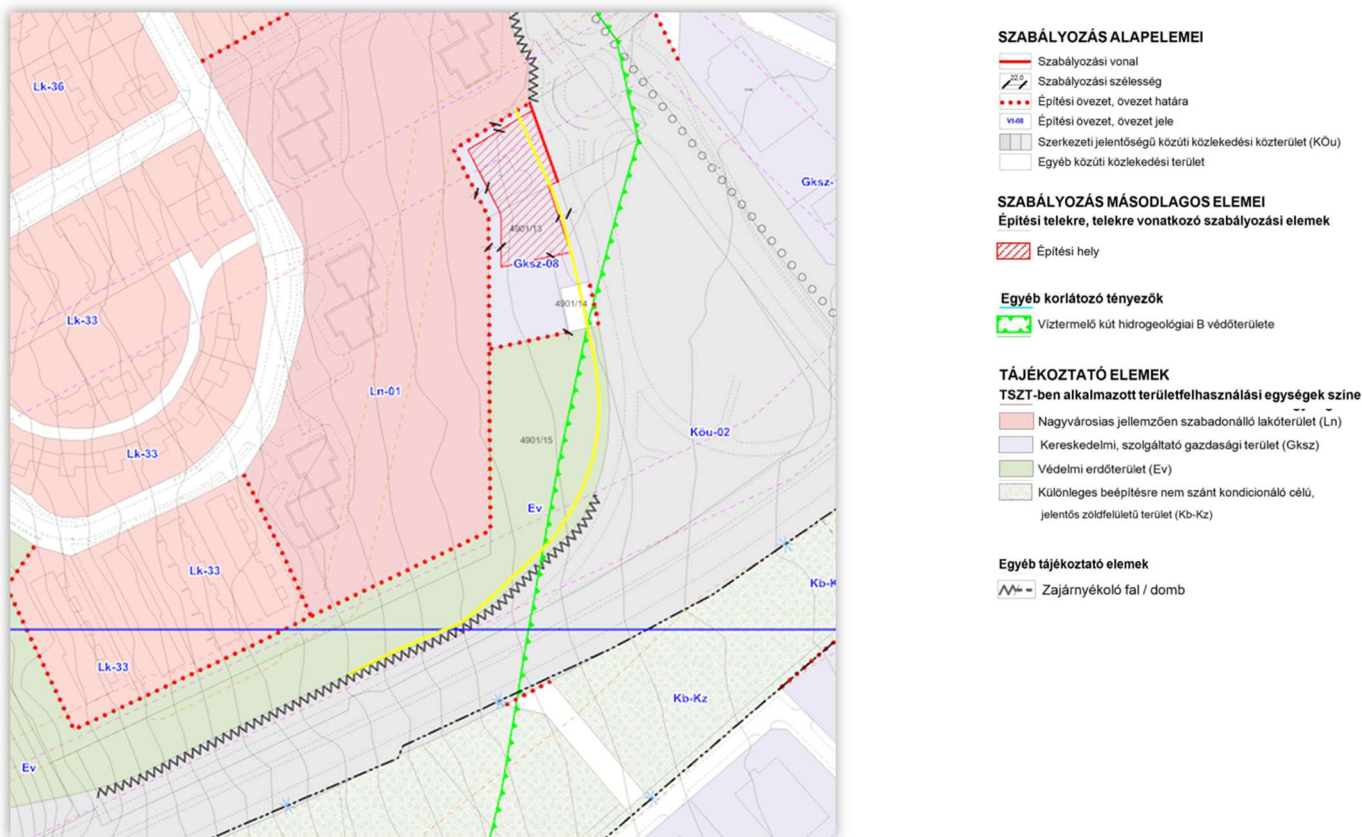 Lk-36
Gksz-
4901/13
Gksz-08
4901/14
Lk-33
Ln-01
Köu-02
4901/15
Lk-33
Ev
Lk-33
Kb-K
Lk-33
Kb-Kz
Ev
SZABÁLYOZÁS ALAPELEMEI
Szabályozási vonal
22,0 Szabályozási szélesség
Építési övezet, övezet határa
Vt-08 Építési övezet, övezet jele
Szerkezeti jelentőségű közúti közlekedési közterület (KÖu)
Egyéb közúti közlekedési terület
SZABÁLYOZÁS MÁSODLAGOS ELEMEI
Építési telekre, telekre vonatkozó szabályozási elemek
Építési hely
Egyéb korlátozó tényezők
Víztermelő kút hidrogeológiai B védőterülete
TÁJÉKOZTATÓ ELEMEK
TSZT-ben alkalmazott területfelhasználási egységek színe
Nagyvárosias jellemzően szabadonálló lakóterület (Ln)
Kereskedelmi, szolgáltató gazdasági terület (Gksz)
Védelmi erdőterület (Ev)
Különleges beépítésre nem szánt kondicionáló célú,
jelentős zöldfelületű terület (Kb-Kz)
Egyéb tájékoztató elemek
Zajárnyékoló fal / domb